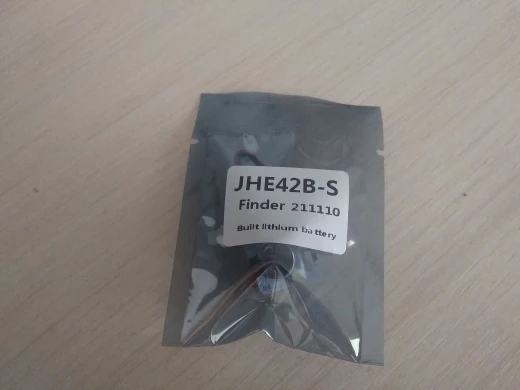 JHE42B-S
Finder 211110
Built lithium battery